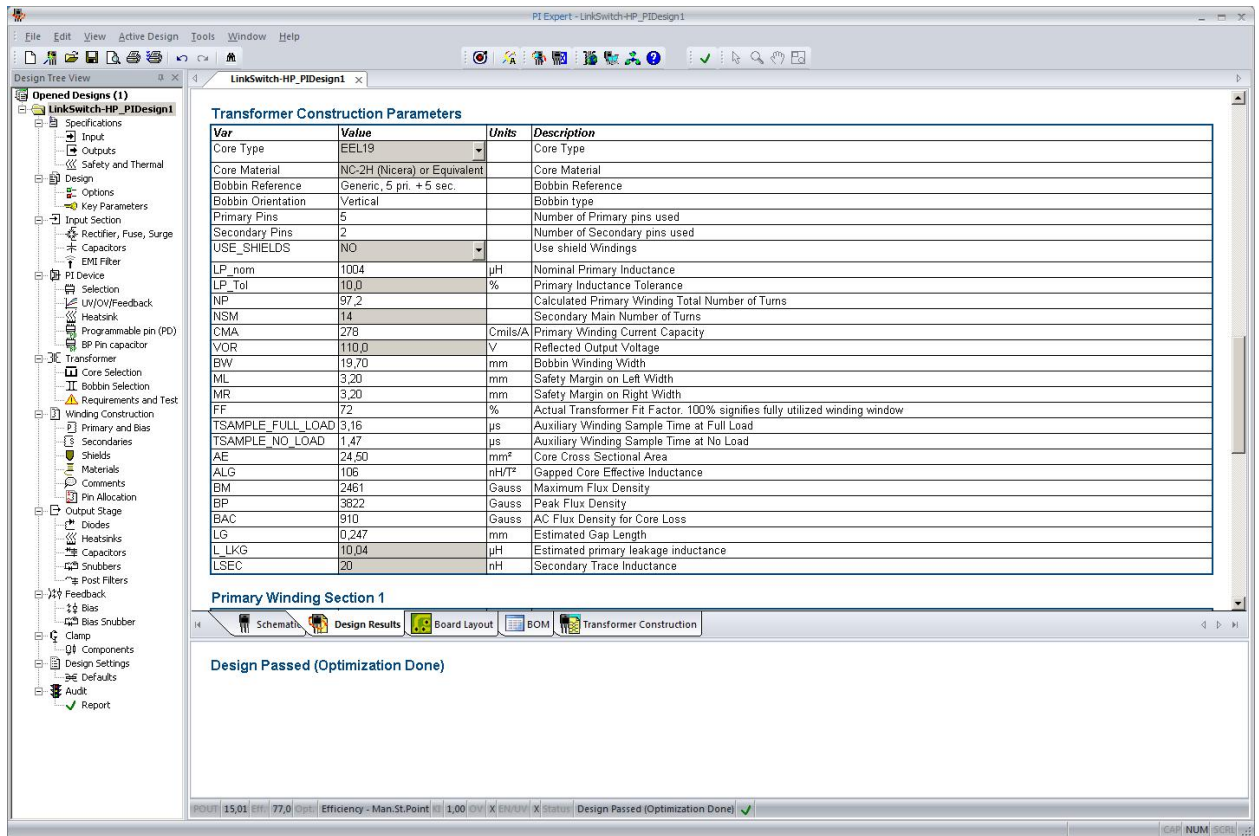 PI Expert - LinkSwitch-HP_PIDesign1
File Edit View Active Design Tools Window Help
Design Tree View
LinkSwitch-HP_PIDesign1
Opened Designs (1)
LinkSwitch-HP_PIDesign1
Specifications
Input
Outputs
Safety and Thermal
Design
Options
Key Parameters
Input Section
Rectifier, Fuse, Surge
Capacitors
EMI Filter
PI Device
Selection
UV/OV/Feedback
Heatsink
Programmable pin (PD)
BP Pin capacitor
Transformer
Core Selection
Bobbin Selection
Requirements and Test
Winding Construction
Primary and Bias
Secondaries
Shields
Materials
Comments
Pin Allocation
Output Stage
Diodes
Heatsinks
Capacitors
Snubbers
Post Filters
Feedback
Bias
Bias Snubber
Clamp
Components
Design Settings
Defaults
Audit
Report
Transformer Construction Parameters
Var Value Units Description
Core Type EEL19 Core Type
Core Material NC-2H (Nicera) or Equivalent Core Material
Bobbin Reference Generic, 5 pri. + 5 sec. Bobbin Reference
Bobbin Orientation Vertical Bobbin type
Primary Pins 5 Number of Primary pins used
Secondary Pins 2 Number of Secondary pins used
USE_SHIELDS NO Use shield Windings
LP_nom 1004 µH Nominal Primary Inductance
LP_Tol 10,0 % Primary Inductance Tolerance
NP 97,2 Calculated Primary Winding Total Number of Turns
NSM 14 Secondary Main Number of Turns
CMA 278 Cmils/A Primary Winding Current Capacity
VOR 110,0 V Reflected Output Voltage
BW 19,70 mm Bobbin Winding Width
ML 3,20 mm Safety Margin on Left Width
MR 3,20 mm Safety Margin on Right Width
FF 72 % Actual Transformer Fit Factor. 100% signifies fully utilized winding window
TSAMPLE_FULL_LOAD 3,16 µs Auxiliary Winding Sample Time at Full Load
TSAMPLE_NO_LOAD 1,47 µs Auxiliary Winding Sample Time at No Load
AE 24,50 mm² Core Cross Sectional Area
ALG 106 nH/T² Gapped Core Effective Inductance
BM 2461 Gauss Maximum Flux Density
BP 3822 Gauss Peak Flux Density
BAC 910 Gauss AC Flux Density for Core Loss
LG 0,247 mm Estimated Gap Length
L_LKG 10,04 µH Estimated primary leakage inductance
LSEC 20 nH Secondary Trace Inductance
Primary Winding Section 1
Schematic Design Results Board Layout BOM Transformer Construction
Design Passed (Optimization Done)
POUT 15,01 Eff. 77,0 Opt. Efficiency - Man.St.Point KI 1,00 OV X EN/UV X Status Design Passed (Optimization Done)
CAP NUM SCRL